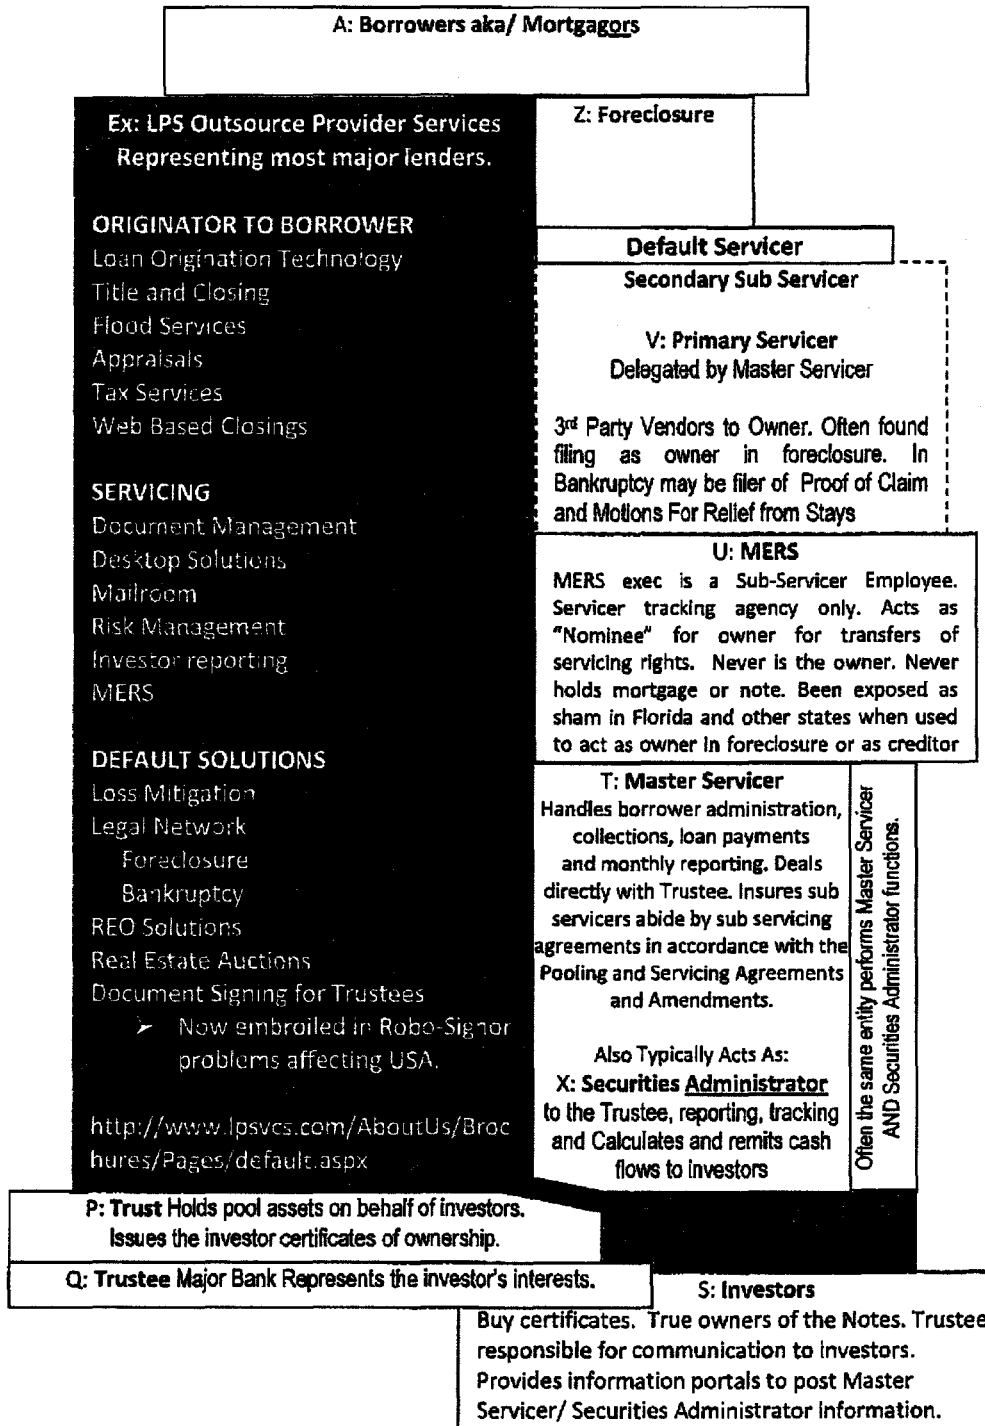 A: Borrowers aka/ Mortgagors
Ex: LPS Outsource Provider Services
Representing most major lenders.
ORIGINATOR TO BORROWER
Loan Origination Technology
Title and Closing
Flood Services
Appraisals
Tax Services
Web Based Closings
SERVICING
Document Management
Desktop Solutions
Mailroom
Risk Management
Investor reporting
MERS
DEFAULT SOLUTIONS
Loss Mitigation
Legal Network
Foreclosure
Bankruptcy
REO Solutions
Real Estate Auctions
Document Signing for Trustees
➢ Now embroiled in Robo-Signor
problems affecting USA.
http://www.lpsvcs.com/AboutUs/Broc
hures/Pages/default.aspx
Z: Foreclosure
Default Servicer
Secondary Sub Servicer
V: Primary Servicer
Delegated by Master Servicer
3rd Party Vendors to Owner. Often found
filing as owner in foreclosure. In
Bankruptcy may be filer of Proof of Claim
and Motions For Relief from Stays
U: MERS
MERS exec is a Sub-Servicer Employee.
Servicer tracking agency only. Acts as
"Nominee" for owner for transfers of
servicing rights. Never is the owner. Never
holds mortgage or note. Been exposed as
sham in Florida and other states when used
to act as owner in foreclosure or as creditor
T: Master Servicer
Handles borrower administration,
collections, loan payments
and monthly reporting. Deals
directly with Trustee. Insures sub
servicers abide by sub servicing
agreements in accordance with the
Pooling and Servicing Agreements
and Amendments.
Also Typically Acts As:
X: Securities Administrator
to the Trustee, reporting, tracking
and Calculates and remits cash
flows to investors
Often the same entity performs Master Servicer
AND Securities Administrator functions.
P: Trust Holds pool assets on behalf of investors.
Issues the investor certificates of ownership.
Q: Trustee Major Bank Represents the investor's interests.
S: Investors
Buy certificates. True owners of the Notes. Trustee
responsible for communication to investors.
Provides information portals to post Master
Servicer/ Securities Administrator information.